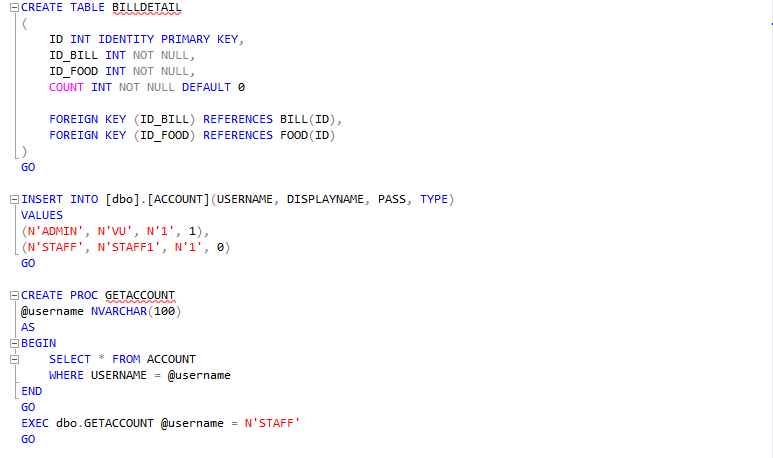 CREATE TABLE BILLDETAIL
(
    ID INT IDENTITY PRIMARY KEY,
    ID_BILL INT NOT NULL,
    ID_FOOD INT NOT NULL,
    COUNT INT NOT NULL DEFAULT 0

    FOREIGN KEY (ID_BILL) REFERENCES BILL(ID),
    FOREIGN KEY (ID_FOOD) REFERENCES FOOD(ID)
)
GO

INSERT INTO [dbo].[ACCOUNT](USERNAME, DISPLAYNAME, PASS, TYPE)
VALUES
(N'ADMIN', N'VU', N'1', 1),
(N'STAFF', N'STAFF1', N'1', 0)
GO

CREATE PROC GETACCOUNT
@username NVARCHAR(100)
AS
BEGIN
    SELECT * FROM ACCOUNT
    WHERE USERNAME = @username
END
GO
EXEC dbo.GETACCOUNT @username = N'STAFF'
GO